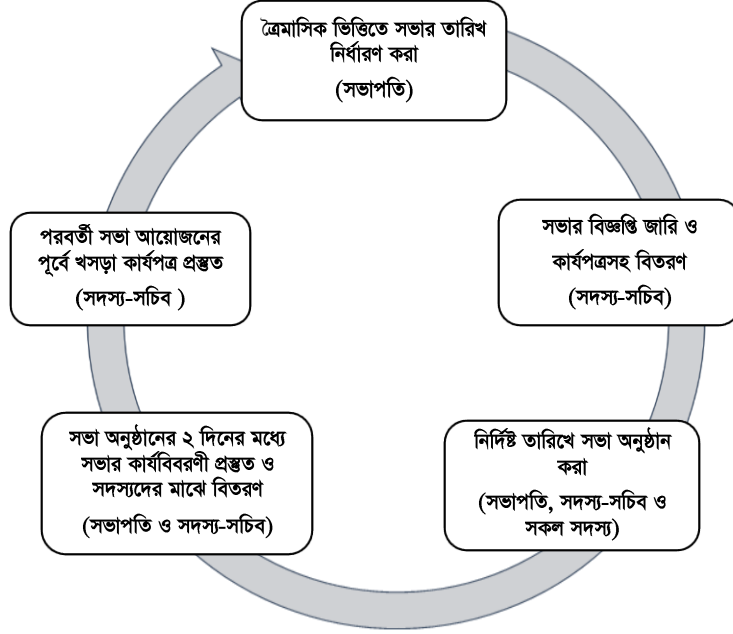 ত্রৈমাসিক ভিত্তিতে সভার তারিখ
নির্ধারণ করা
(সভাপতি)
সভার বিজ্ঞপ্তি জারি ও
কার্যপত্রসহ বিতরণ
(সদস্য-সচিব)
নির্দিষ্ট তারিখে সভা অনুষ্ঠান
করা
(সভাপতি, সদস্য-সচিব ও
সকল সদস্য)
সভা অনুষ্ঠানের ২ দিনের মধ্যে
সভার কার্যবিবরণী প্রস্তুত ও
সদস্যদের মাঝে বিতরণ
(সভাপতি ও সদস্য-সচিব)
পরবর্তী সভা আয়োজনের
পূর্বে খসড়া কার্যপত্র প্রস্তুত
(সদস্য-সচিব )